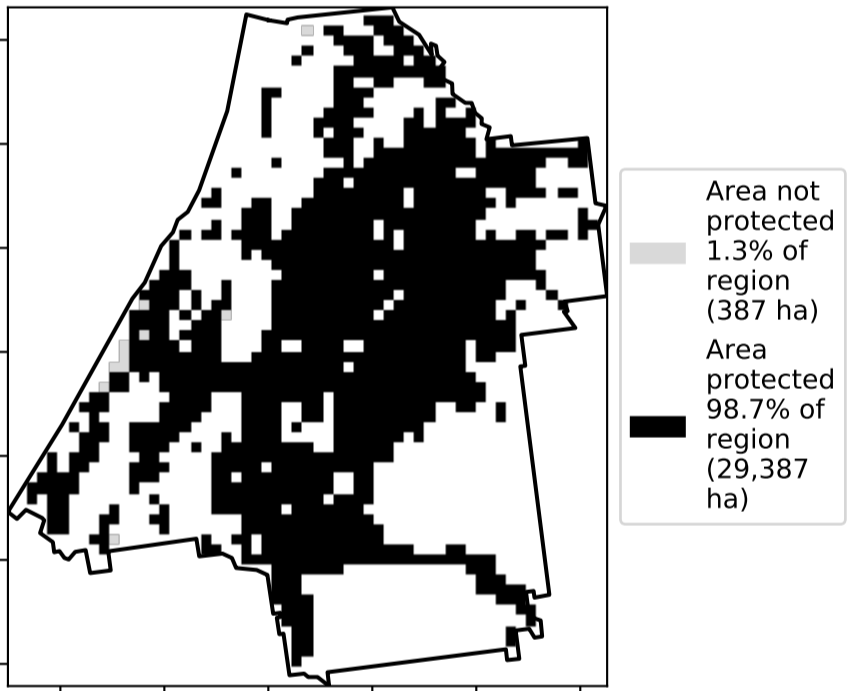 Area not
protected
1.3% of
region
(387 ha)
Area
protected
98.7% of
region
(29,387
ha)